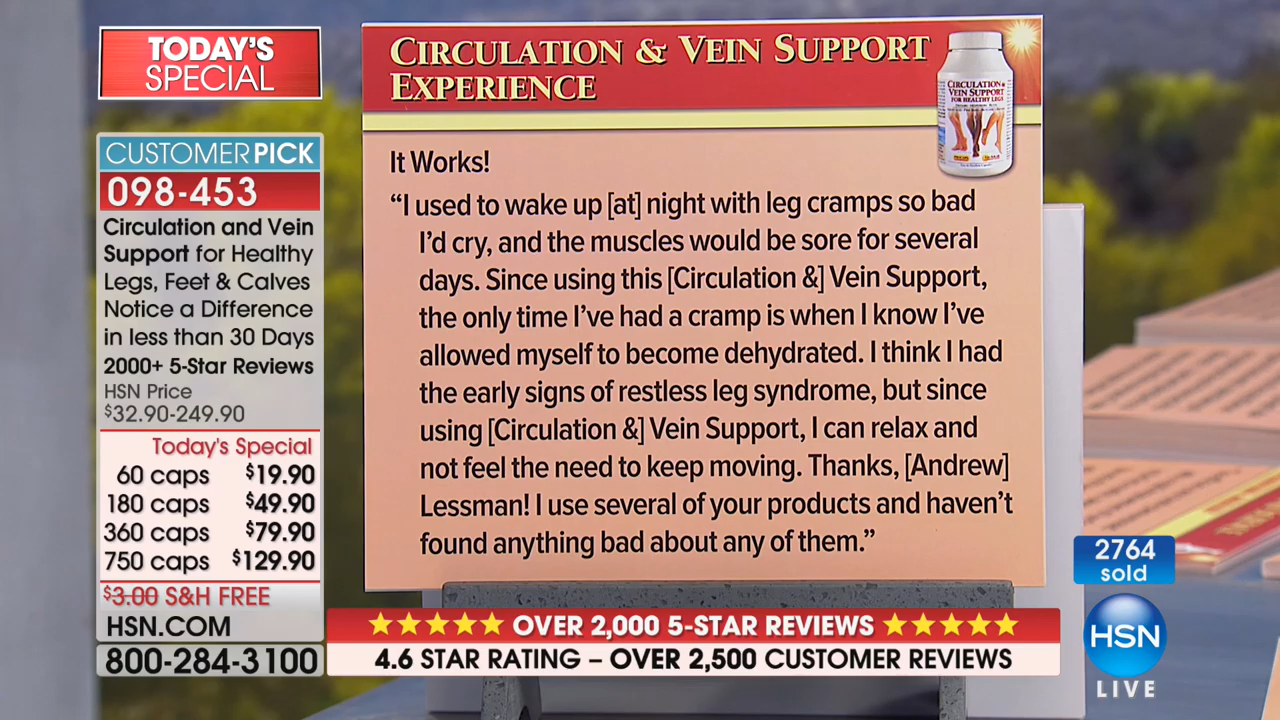 TODAY'S
SPECIAL
CUSTOMER PICK
098-453
Circulation and Vein
Support for Healthy
Legs, Feet & Calves
Notice a Difference
in less than 30 Days
2000+ 5-Star Reviews
HSN Price
$32.90-249.90
Today's Special
60 caps $19.90
180 caps $49.90
360 caps $79.90
750 caps $129.90
$3.00 S&H FREE
HSN.COM
800-284-3100
CIRCULATION & VEIN SUPPORT
EXPERIENCE
CIRCULATION &
VEIN SUPPORT
FOR HEALTHY LEGS
It Works!
“I used to wake up [at] night with leg cramps so bad
I’d cry, and the muscles would be sore for several
days. Since using this [Circulation &] Vein Support,
the only time I’ve had a cramp is when I know I’ve
allowed myself to become dehydrated. I think I had
the early signs of restless leg syndrome, but since
using [Circulation &] Vein Support, I can relax and
not feel the need to keep moving. Thanks, [Andrew]
Lessman! I use several of your products and haven’t
found anything bad about any of them.”
OVER 2,000 5-STAR REVIEWS
4.6 STAR RATING – OVER 2,500 CUSTOMER REVIEWS
2764
sold
HSN
LIVE